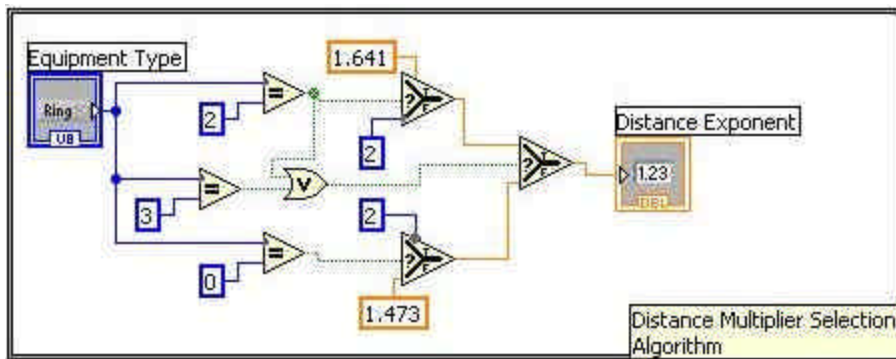 Equipment Type
Ring
U8
2
3
0
=
=
=
V
1.641
2
? T F
2
1.473
? T F
? T F
Distance Exponent
1.23
DBL
Distance Multiplier Selection
Algorithm